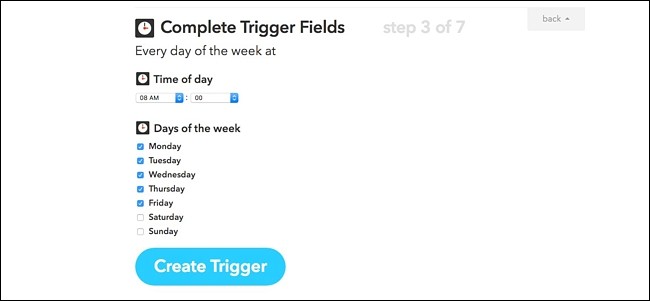 Complete Trigger Fields step 3 of 7 back
Every day of the week at
Time of day
08 AM : 00
Days of the week
Monday
Tuesday
Wednesday
Thursday
Friday
Saturday
Sunday
Create Trigger